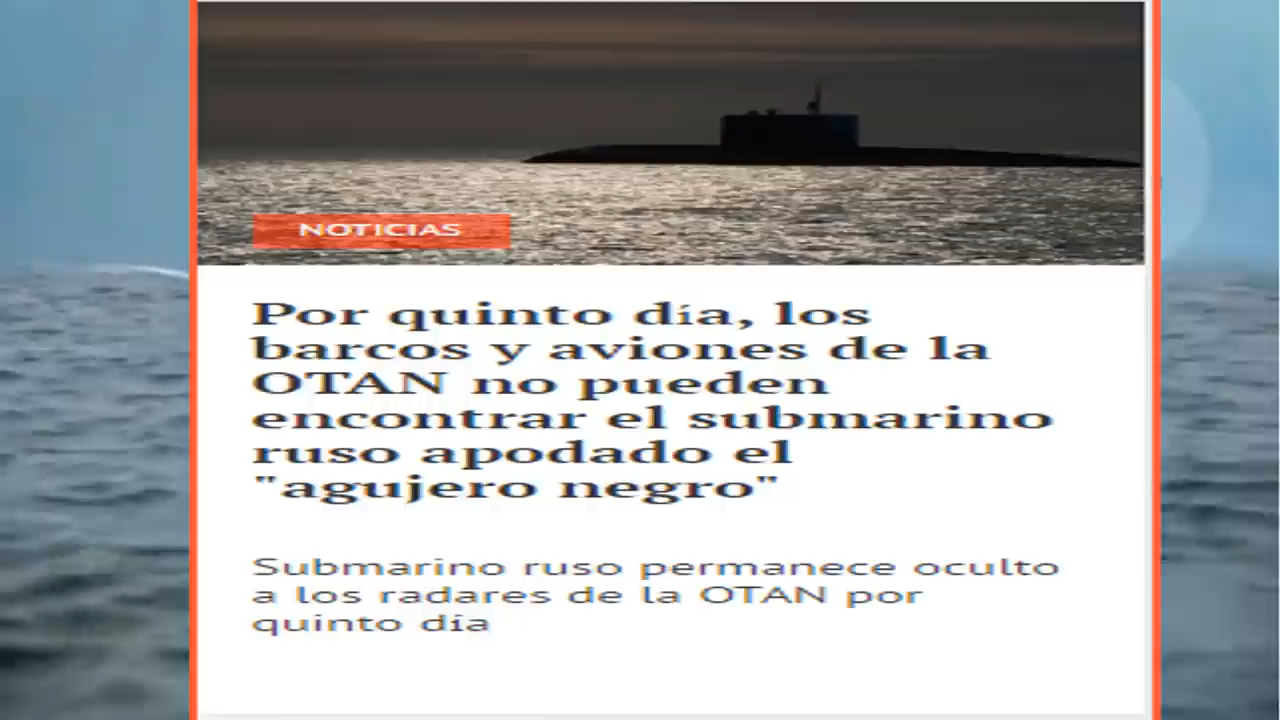 NOTICIAS
Por quinto día, los
barcos y aviones de la
OTAN no pueden
encontrar el submarino
ruso apodado el
"agujero negro"
Submarino ruso permanece oculto
a los radares de la OTAN por
quinto día